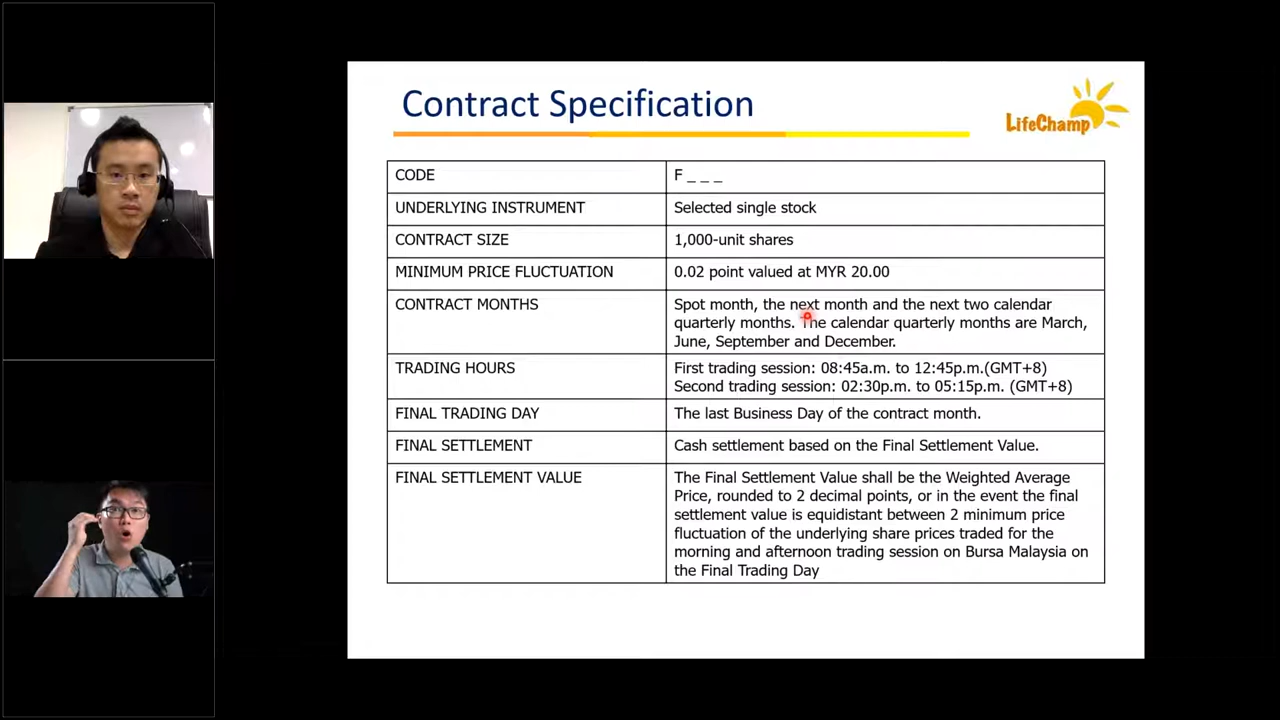 Contract Specification
LifeChamp
CODE
F _ _ _
UNDERLYING INSTRUMENT
Selected single stock
CONTRACT SIZE
1,000-unit shares
MINIMUM PRICE FLUCTUATION
0.02 point valued at MYR 20.00
CONTRACT MONTHS
Spot month, the next month and the next two calendar
quarterly months. The calendar quarterly months are March,
June, September and December.
TRADING HOURS
First trading session: 08:45a.m. to 12:45p.m.(GMT+8)
Second trading session: 02:30p.m. to 05:15p.m. (GMT+8)
FINAL TRADING DAY
The last Business Day of the contract month.
FINAL SETTLEMENT
Cash settlement based on the Final Settlement Value.
FINAL SETTLEMENT VALUE
The Final Settlement Value shall be the Weighted Average
Price, rounded to 2 decimal points, or in the event the final
settlement value is equidistant between 2 minimum price
fluctuation of the underlying share prices traded for the
morning and afternoon trading session on Bursa Malaysia on
the Final Trading Day